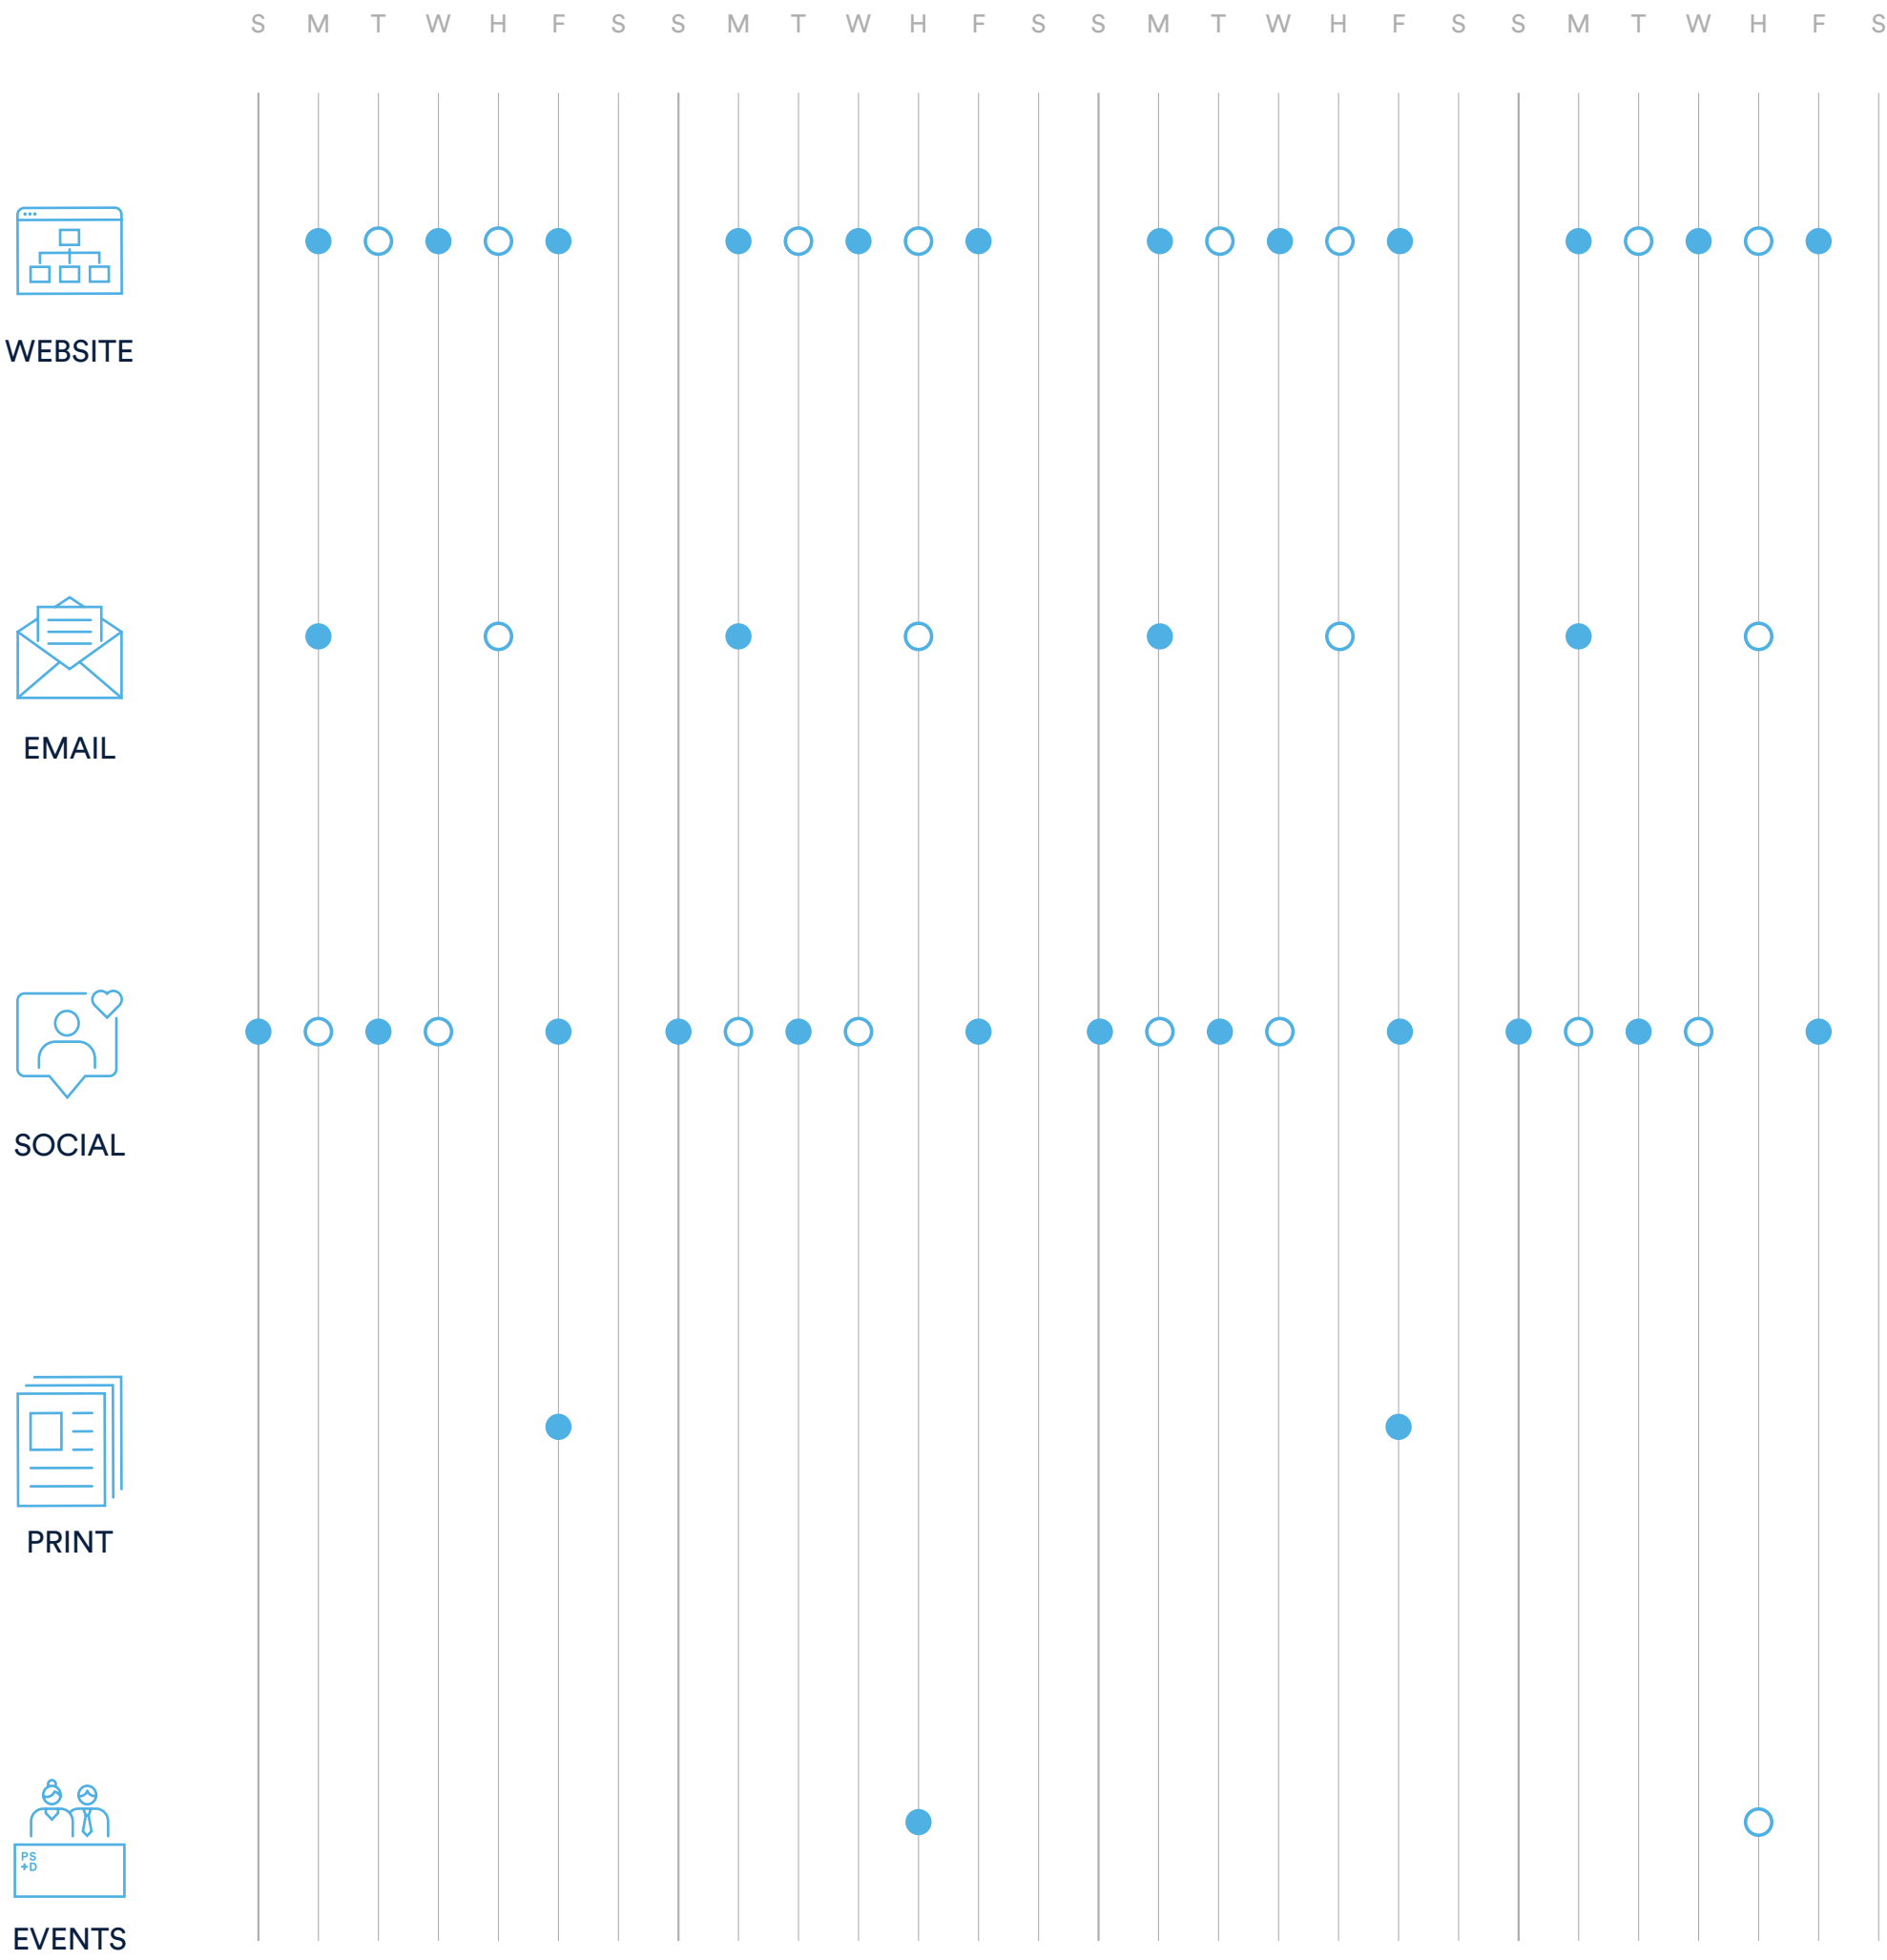 S M T W H F S S M T W H F S S M T W H F S S M T W H F S
WEBSITE
EMAIL
SOCIAL
PRINT
PS
+D
EVENTS